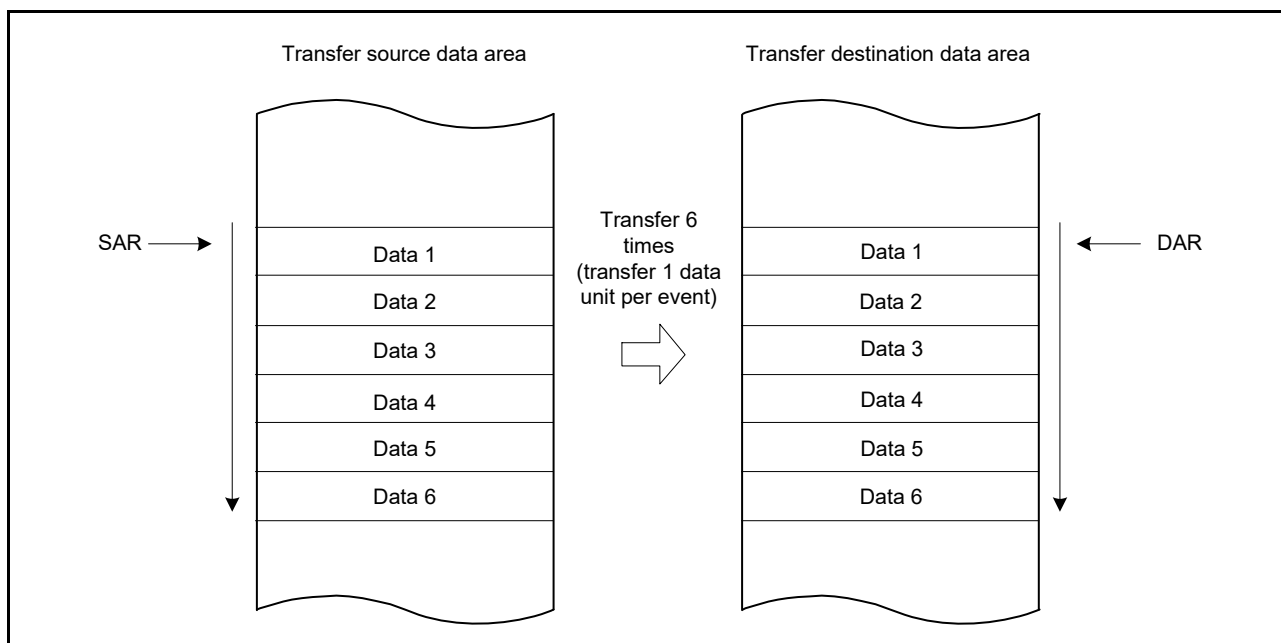 Transfer source data area
Transfer destination data area
SAR
Data 1
Data 2
Data 3
Data 4
Data 5
Data 6
Transfer 6
times
(transfer 1 data
unit per event)
Data 1
Data 2
Data 3
Data 4
Data 5
Data 6
DAR